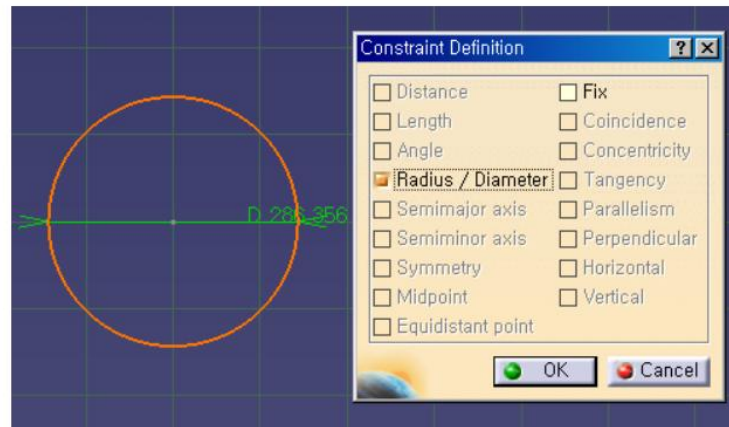 Constraint Definition
Distance
Fix
Length
Coincidence
Angle
Concentricity
Radius / Diameter
Tangency
Semimajor axis
Parallelism
Semiminor axis
Perpendicular
Symmetry
Horizontal
Midpoint
Vertical
Equidistant point
D 286.356
OK
Cancel